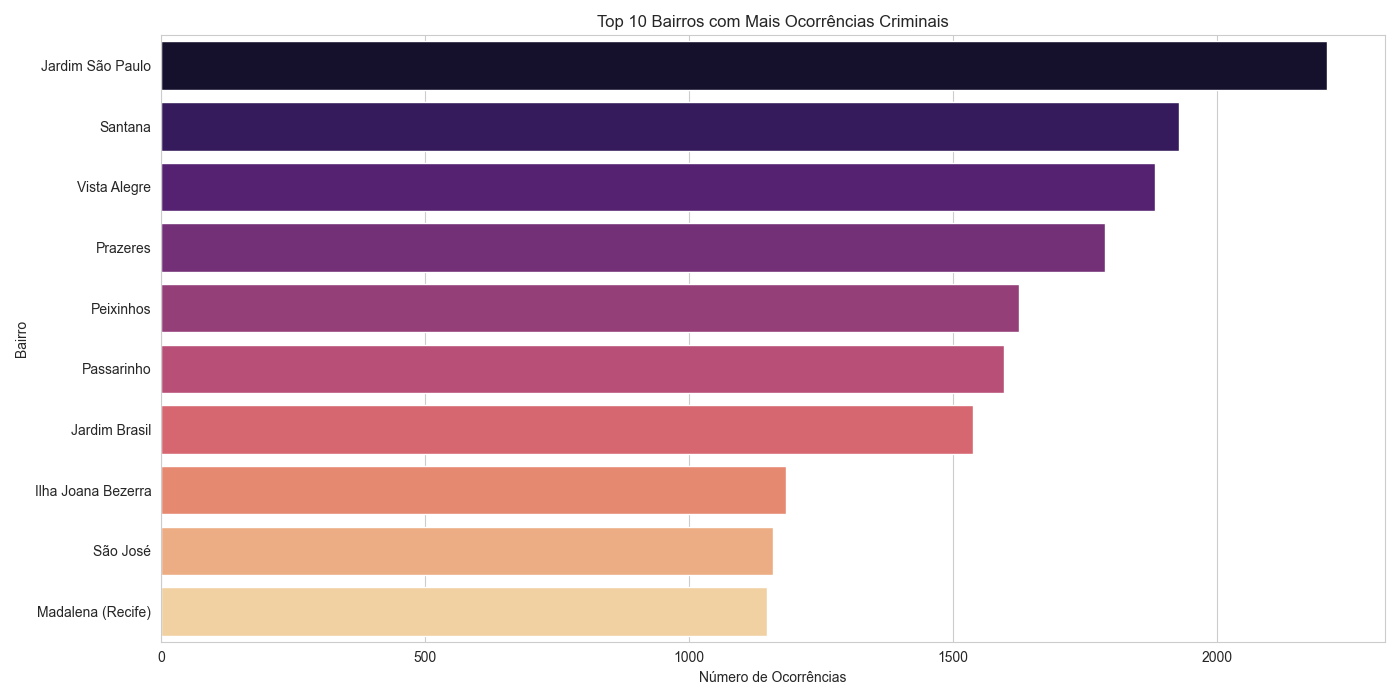 Top 10 Bairros com Mais Ocorrências Criminais
Bairro
Jardim São Paulo
Santana
Vista Alegre
Prazeres
Peixinhos
Passarinho
Jardim Brasil
Ilha Joana Bezerra
São José
Madalena (Recife)
0 500 1000 1500 2000
Número de Ocorrências